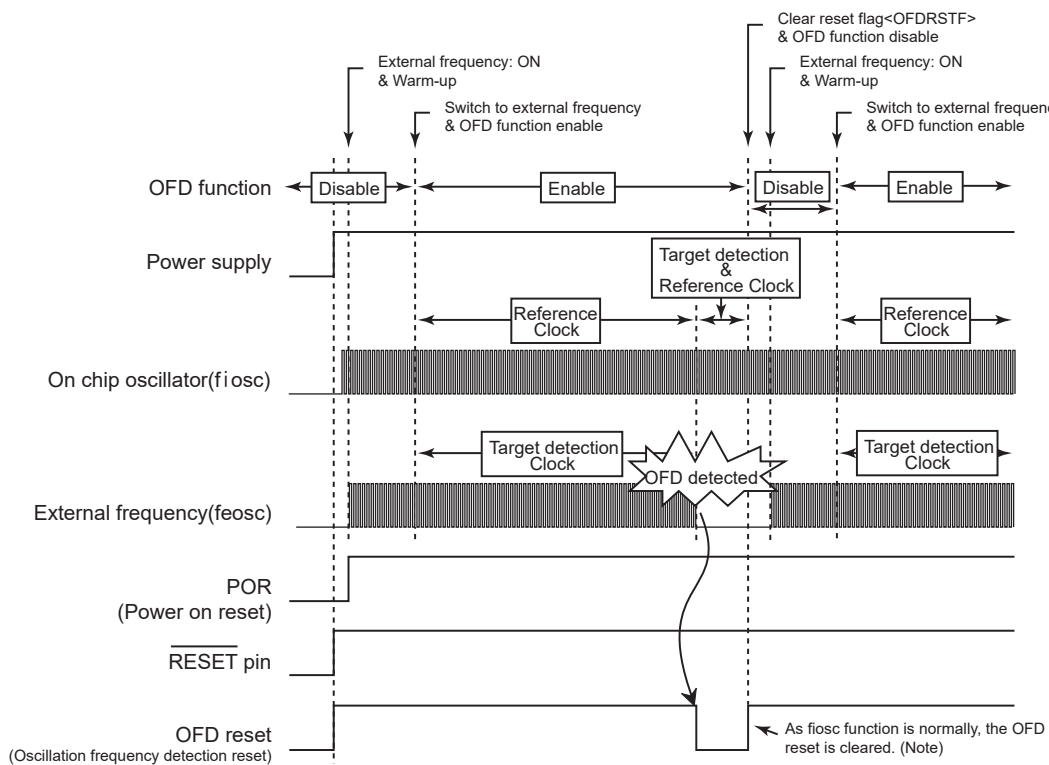 Clear reset flag<OFDRSTF>
& OFD function disable
External frequency: ON
& Warm-up
External frequency: ON
& Warm-up
Switch to external frequency
& OFD function enable
Switch to external frequen
& OFD function enable
OFD function
Disable
Enable
Disable
Enable
Power supply
Target detection
&
Reference Clock
Reference
Clock
Reference
Clock
On chip oscillator(fiosc)
Target detection
Clock
OFD detected
Target detection
Clock
External frequency(feosc)
POR
(Power on reset)
RESET pin
OFD reset
(Oscillation frequency detection reset)
As fiosc function is normally, the OFD
reset is cleared. (Note)